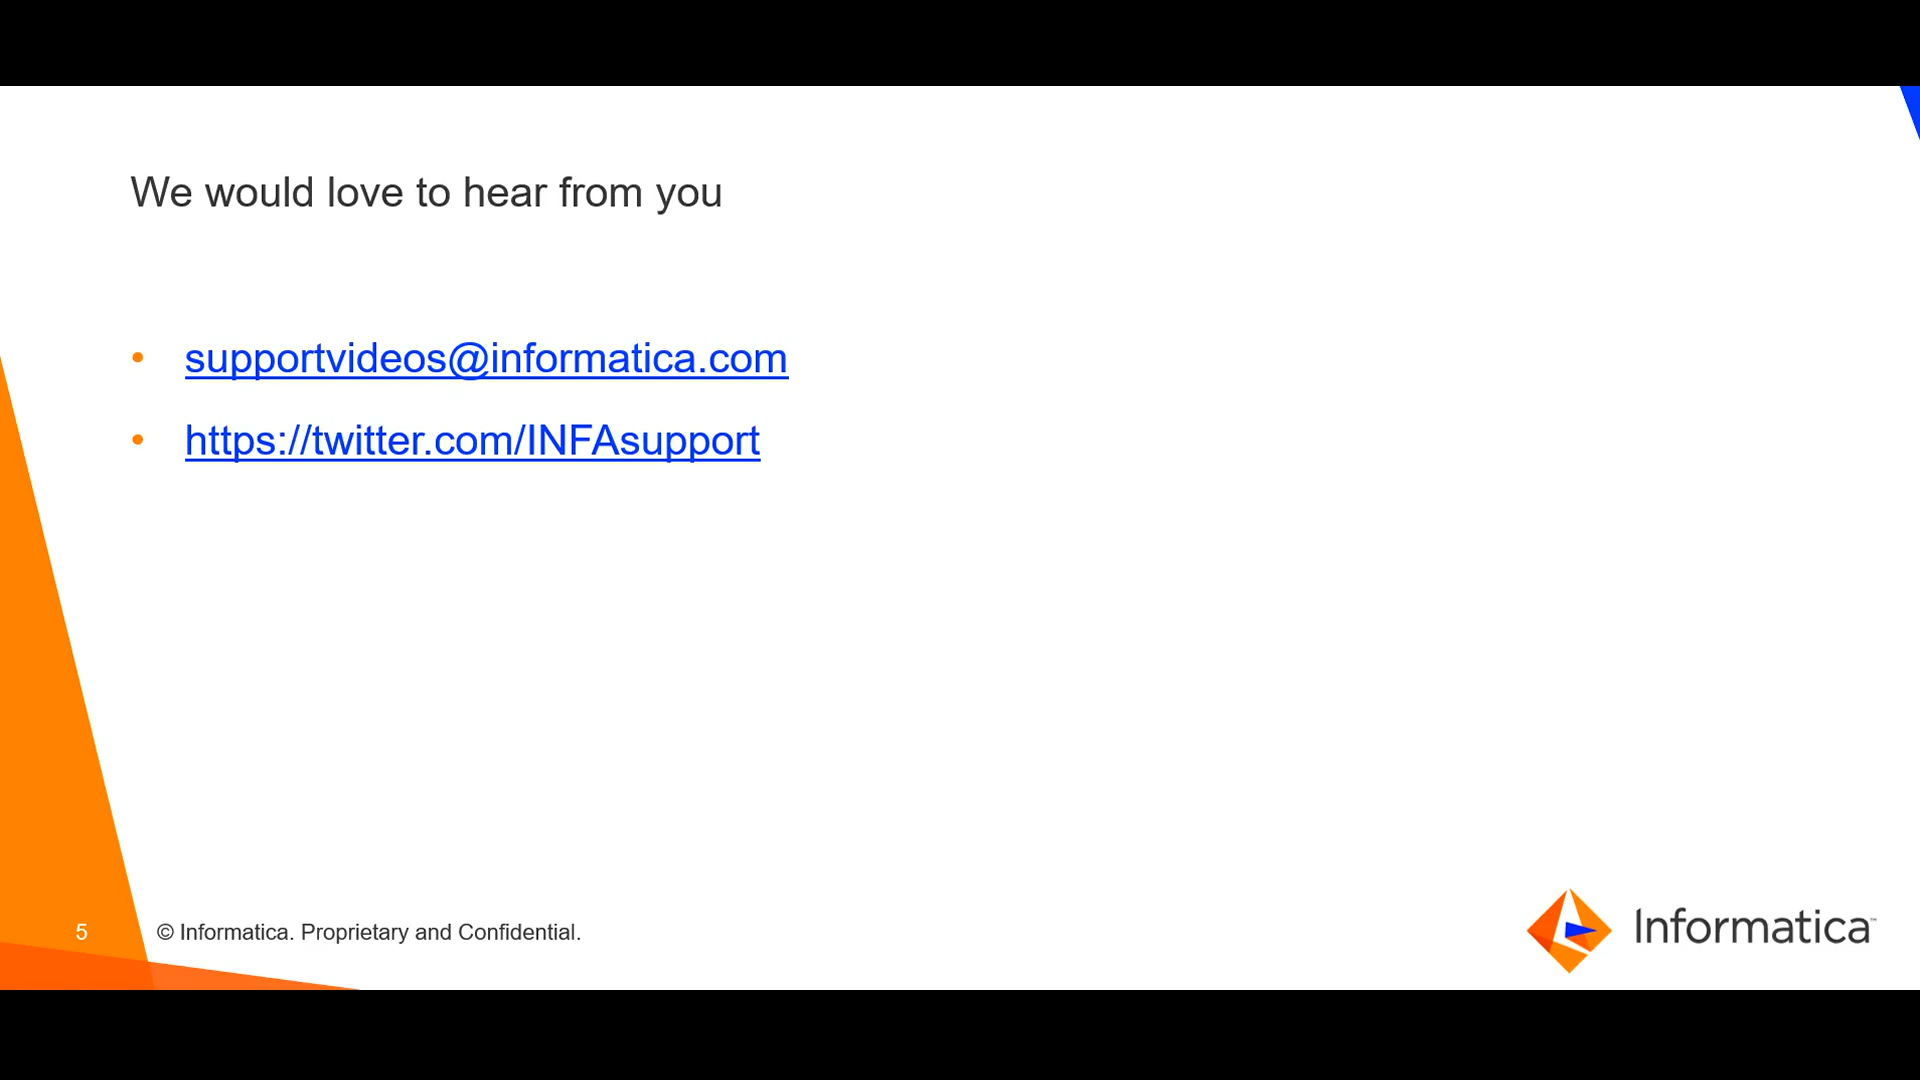 We would love to hear from you
• supportvideos@informatica.com
• https://twitter.com/INFAsupport
5 © Informatica. Proprietary and Confidential.
Informatica™